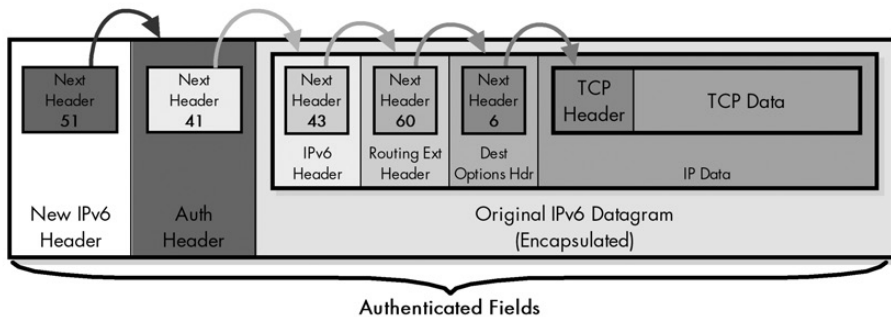 Next
Header
51
New IPv6
Header
Next
Header
41
Auth
Header
Next
Header
43
IPv6
Header
Next
Header
60
Routing Ext
Header
Next
Header
6
Dest
Options Hdr
TCP
Header
TCP Data
IP Data
Original IPv6 Datagram
(Encapsulated)
Authenticated Fields